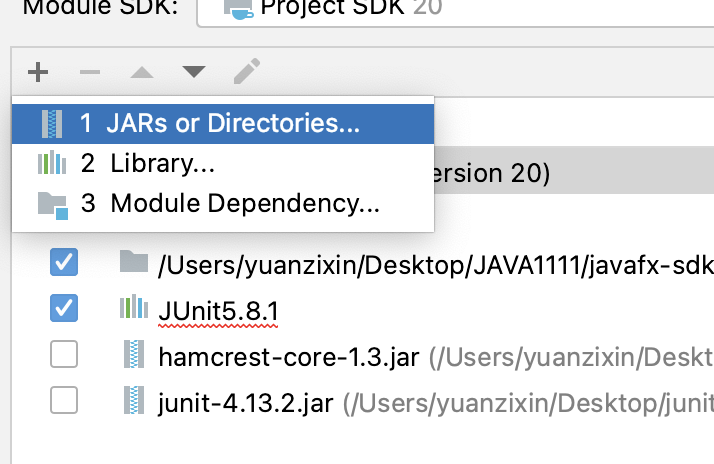 Module SDK: Project SDK 20
1 JARs or Directories...
2 Library...
ersion 20)
3 Module Dependency...
/Users/yuanzixin/Desktop/JAVA1111/javafx-sdk
JUnit5.8.1
hamcrest-core-1.3.jar (/Users/yuanzixin/Deskt
junit-4.13.2.jar (/Users/yuanzixin/Desktop/junit